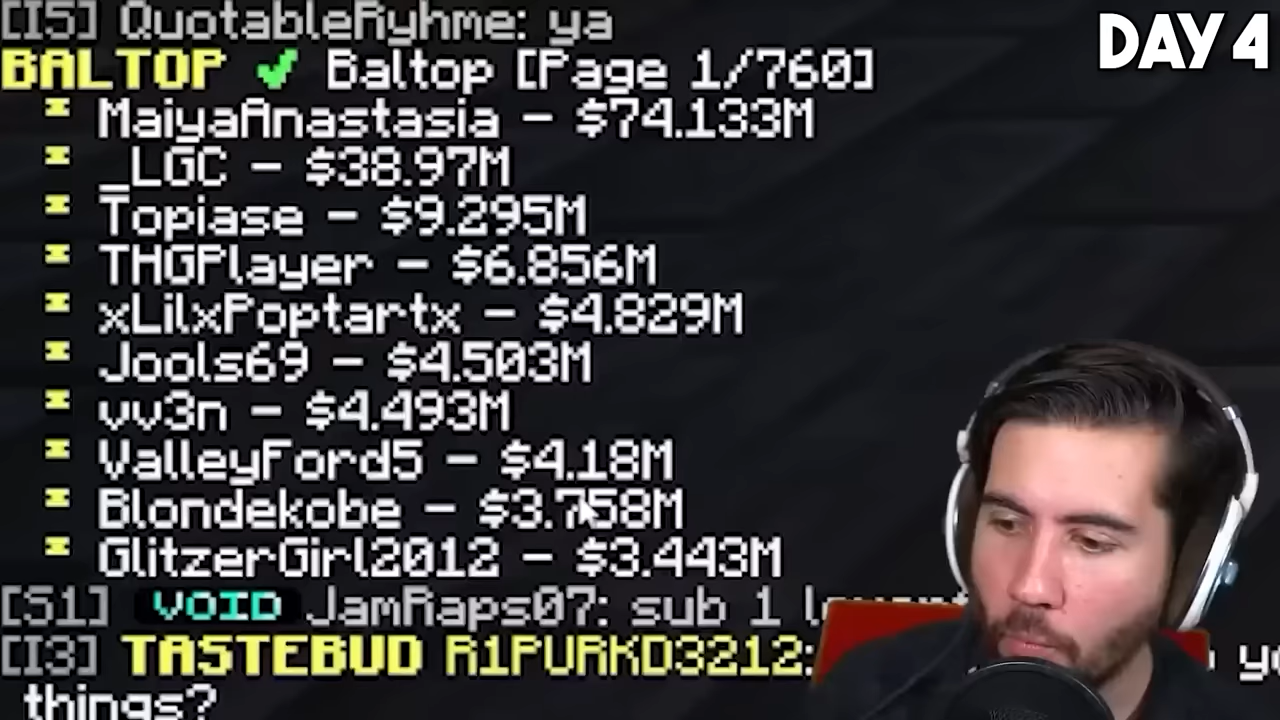 [I5] QuotableRyhme: ya
DAY 4
BALTOP ✔ Baltop [Page 1/760]
MaiyaAnastasia - $74.133M
_LGC - $38.97M
Topiase - $9.295M
THGPlayer - $6.856M
xLilxPoptartx - $4.829M
Jools69 - $4.503M
vv3n - $4.493M
ValleyFord5 - $4.18M
Blondekobe - $3.758M
GlitzerGirl2012 - $3.443M
[S1] VOID JamRaps07: sub 1
[I3] TASTEBUD R1PURKD3212:
things?